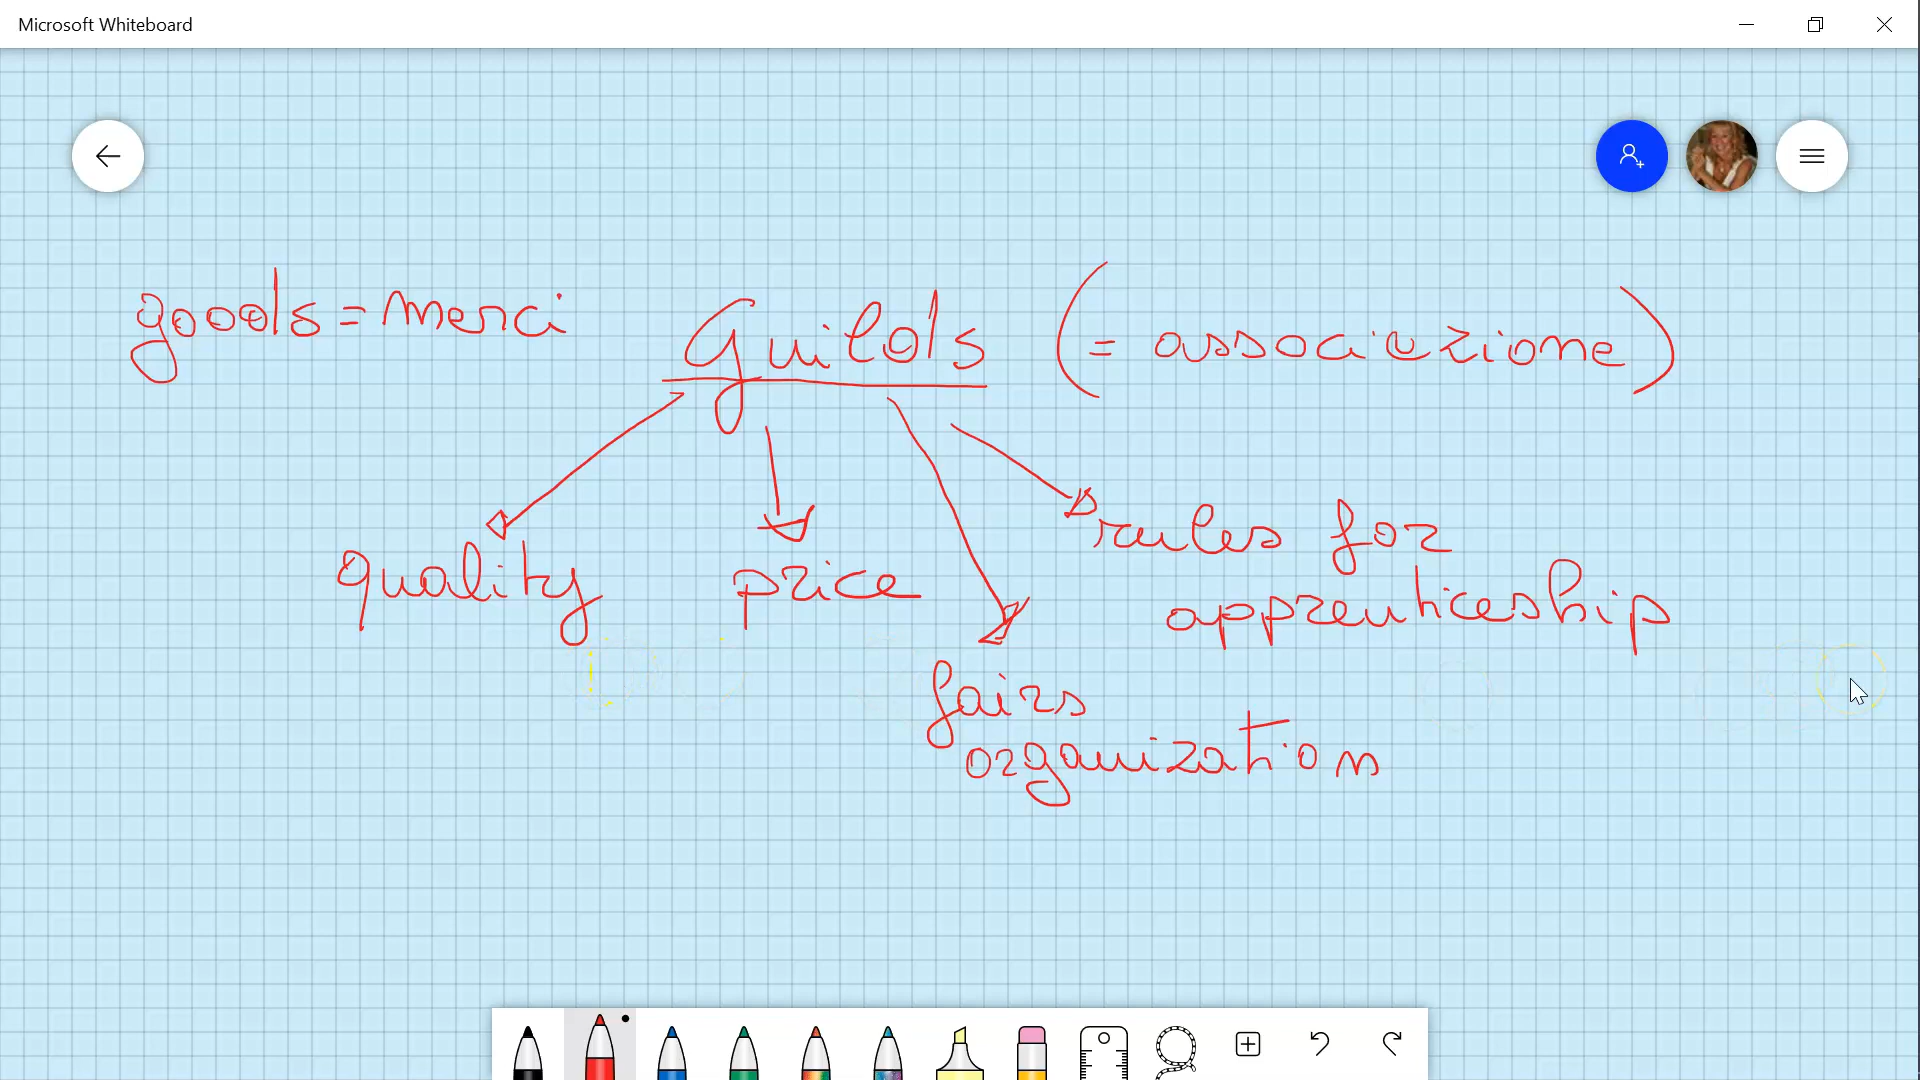 Microsoft Whiteboard
goods = merci
Guilds (= associazione)
quality
price
rules for
apprenticeship
fairs
organization